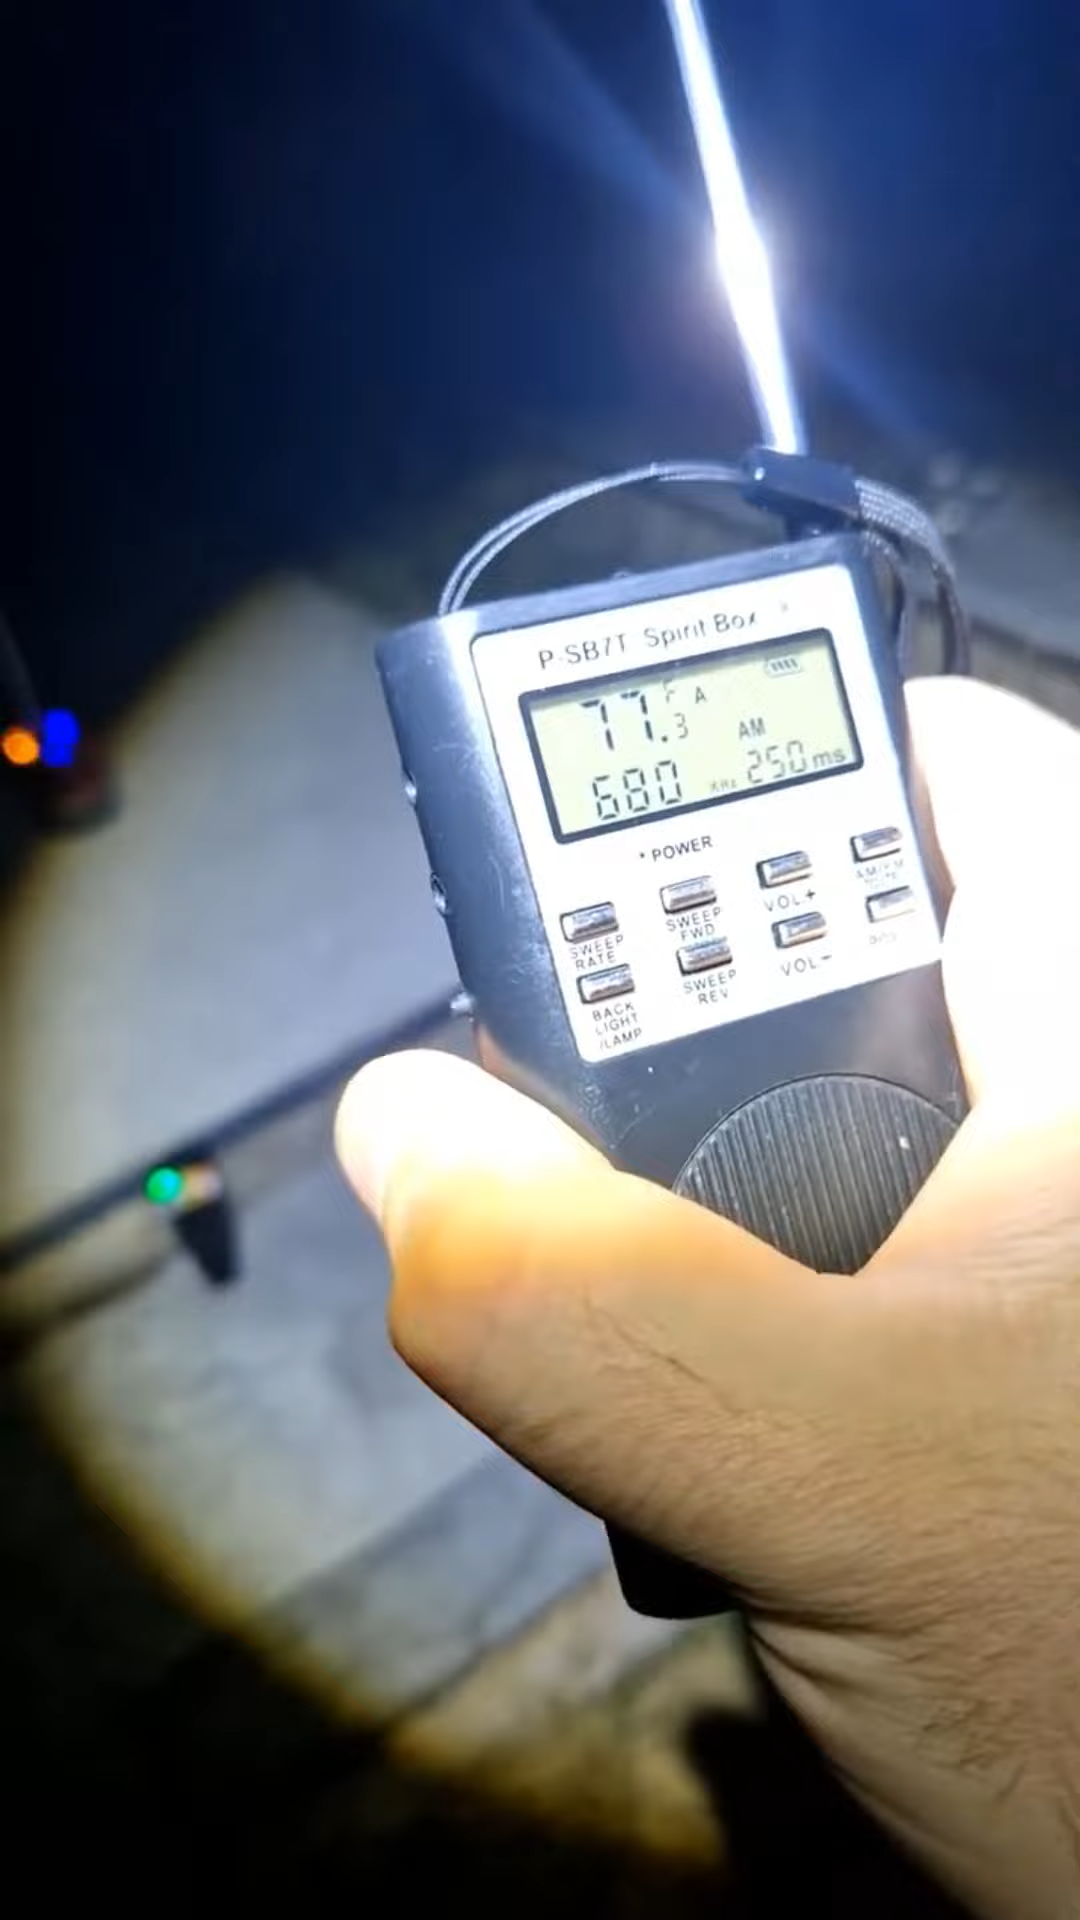 P-SB7T Spirit Box
77.3 F A
AM
680 KHz 250ms
POWER
SWEEP RATE
SWEEP FWD
VOL+
AM/FM
BACK LIGHT /LAMP
SWEEP REV
VOL-